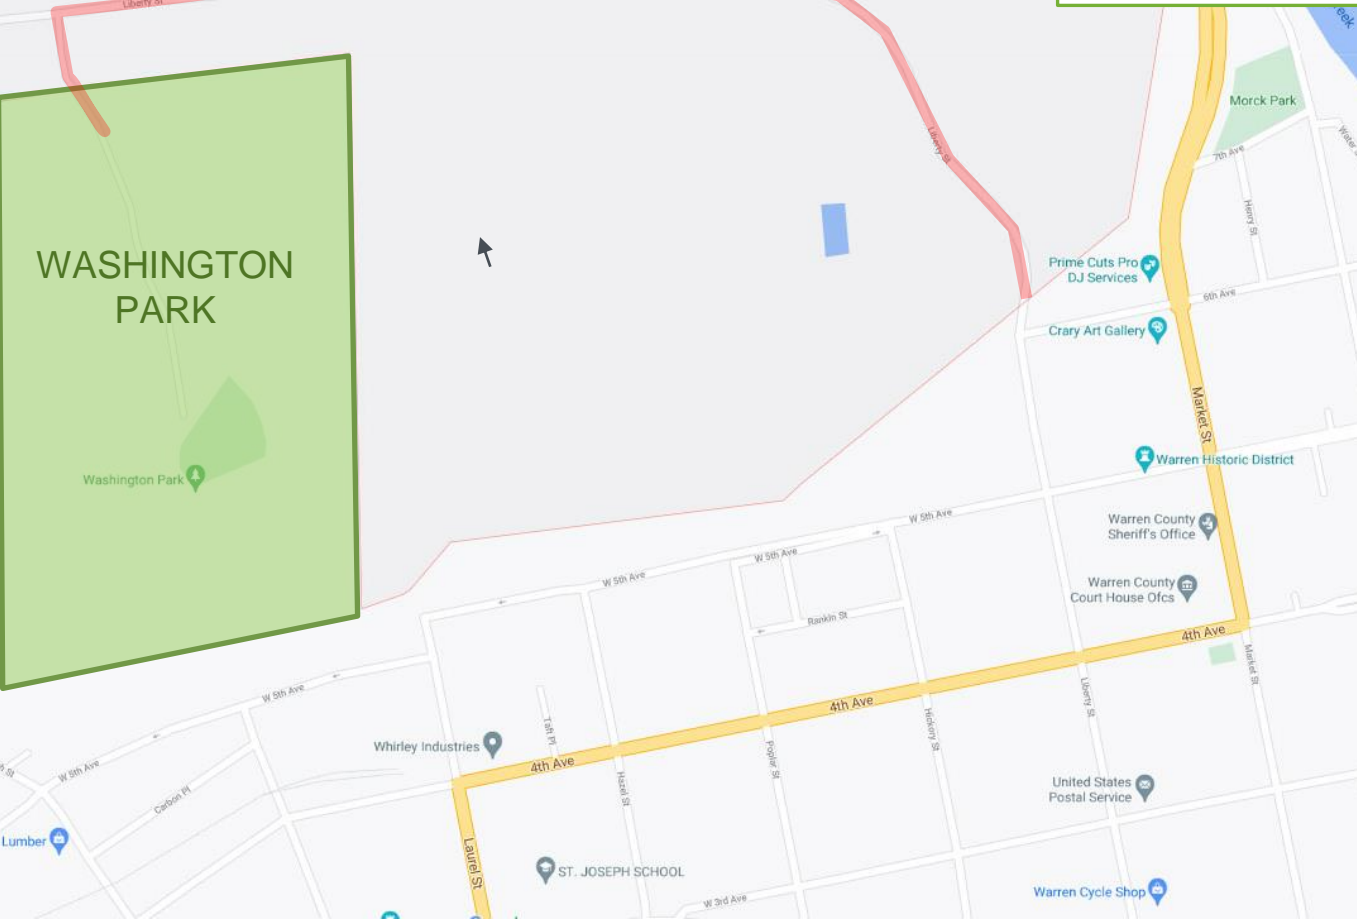 Liberty St
eek
Morck Park
Water
7th Ave
Liberty St
Henry St
WASHINGTON
PARK
Prime Cuts Pro
DJ Services
6th Ave
Crary Art Gallery
Market St
Warren Historic District
Washington Park
W 5th Ave
Warren County
Sheriff's Office
W 5th Ave
W 5th Ave
Warren County
Court House Ofcs
Rankin St
4th Ave
Market St
W 5th Ave
Liberty St
4th Ave
Hickory St
Taft Pl
Whirley Industries
Poplar St
4th Ave
W 5th Ave
Hazel St
Carbon Pl
United States
Postal Service
Lumber
Laurel St
ST. JOSEPH SCHOOL
Warren Cycle Shop
W 3rd Ave